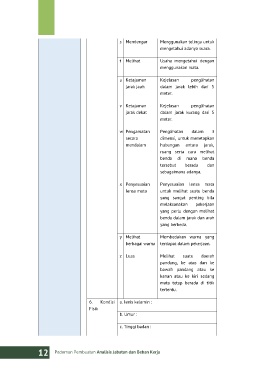 s Mendengar
Menggunakan telinga untuk
mengetahui adanya suara.
t Melihat
Usaha mengetahui dengan
menggunakan mata.
u Ketajaman
jarak jauh
Kejelasan penglihatan
dalam jarak lebih dari 5
meter.
v Ketajaman
jarak dekat
Kejelasan penglihatan
dalam jarak kurang dari 5
meter.
w Pengamatan
secara
mendalam
Penglihatan dalam 3
dimensi, untuk menetapkan
hubungan antara jarak,
ruang serta cara melihat
benda di mana benda
tersebut berada dan
sebagaimana adanya.
x Penyesuaian
lensa mata
Penyesuaian lensa mata
untuk melihat suatu benda
yang sangat penting bila
melaksanakan pekerjaan
yang perlu dengan melihat
benda dalam jarak dan arah
yang berbeda.
y Melihat
berbagai warna
Membedakan warna yang
terdapat dalam pekerjaan.
z Luas
Melihat suatu daerah
pandang, ke atas dan ke
bawah pandang atau ke
kanan atau ke kiri sedang
mata tetap berada di titik
tertentu.
6. Kondisi
Fisik
a. Jenis kelamin :
b. Umur :
c. Tinggi badan :
12 Pedoman Pembuatan Analisis Jabatan dan Beban Kerja